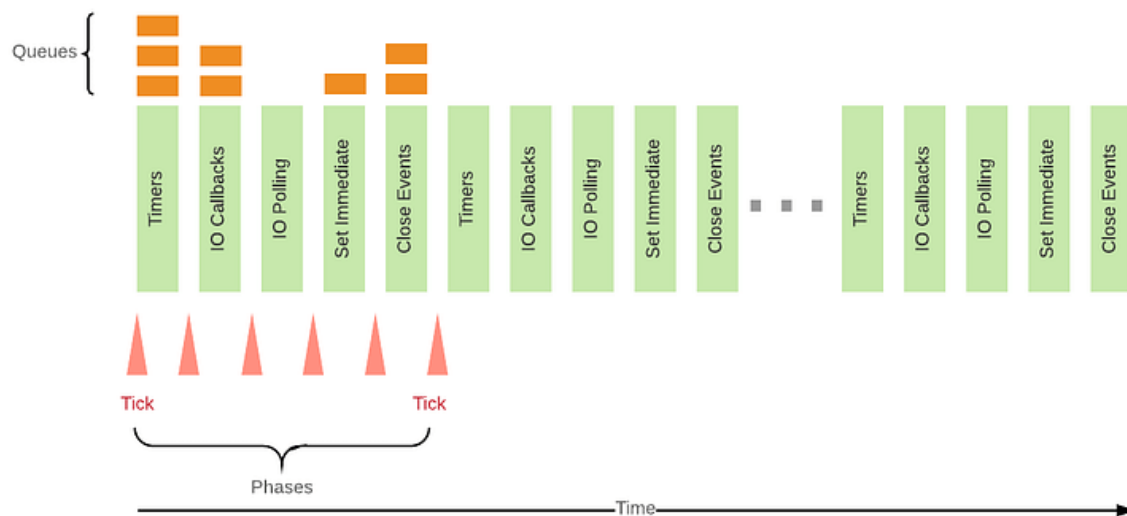 Queues
Timers
IO Callbacks
IO Polling
Set Immediate
Close Events
Timers
IO Callbacks
IO Polling
Set Immediate
Close Events
Timers
IO Callbacks
IO Polling
Set Immediate
Close Events
Tick
Tick
Phases
Time